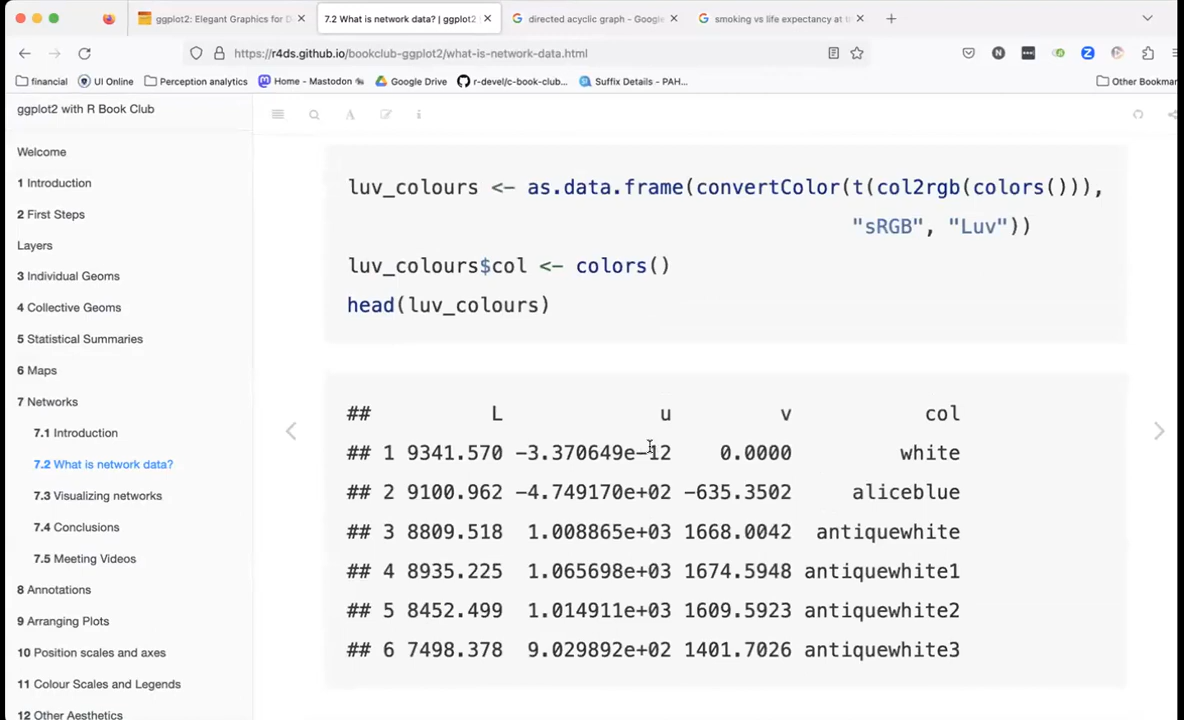 ggplot2: Elegant Graphics for D
7.2 What is network data? | ggplot2
directed acyclic graph - Google
smoking vs life expectancy at t
https://r4ds.github.io/bookclub-ggplot2/what-is-network-data.html
financial
UI Online
Perception analytics
Home - Mastodon
Google Drive
r-devel/c-book-club...
Suffix Details - PAH...
Other Bookmar
ggplot2 with R Book Club
Welcome
1 Introduction
2 First Steps
Layers
3 Individual Geoms
4 Collective Geoms
5 Statistical Summaries
6 Maps
7 Networks
7.1 Introduction
7.2 What is network data?
7.3 Visualizing networks
7.4 Conclusions
7.5 Meeting Videos
8 Annotations
9 Arranging Plots
10 Position scales and axes
11 Colour Scales and Legends
12 Other Aesthetics
luv_colours <- as.data.frame(convertColor(t(col2rgb(colors())),
"sRGB", "Luv"))
luv_colours$col <- colors()
head(luv_colours)
## L u v col
## 1 9341.570 -3.370649e-12 0.0000 white
## 2 9100.962 -4.749170e+02 -635.3502 aliceblue
## 3 8809.518 1.008865e+03 1668.0042 antiquewhite
## 4 8935.225 1.065698e+03 1674.5948 antiquewhite1
## 5 8452.499 1.014911e+03 1609.5923 antiquewhite2
## 6 7498.378 9.029892e+02 1401.7026 antiquewhite3